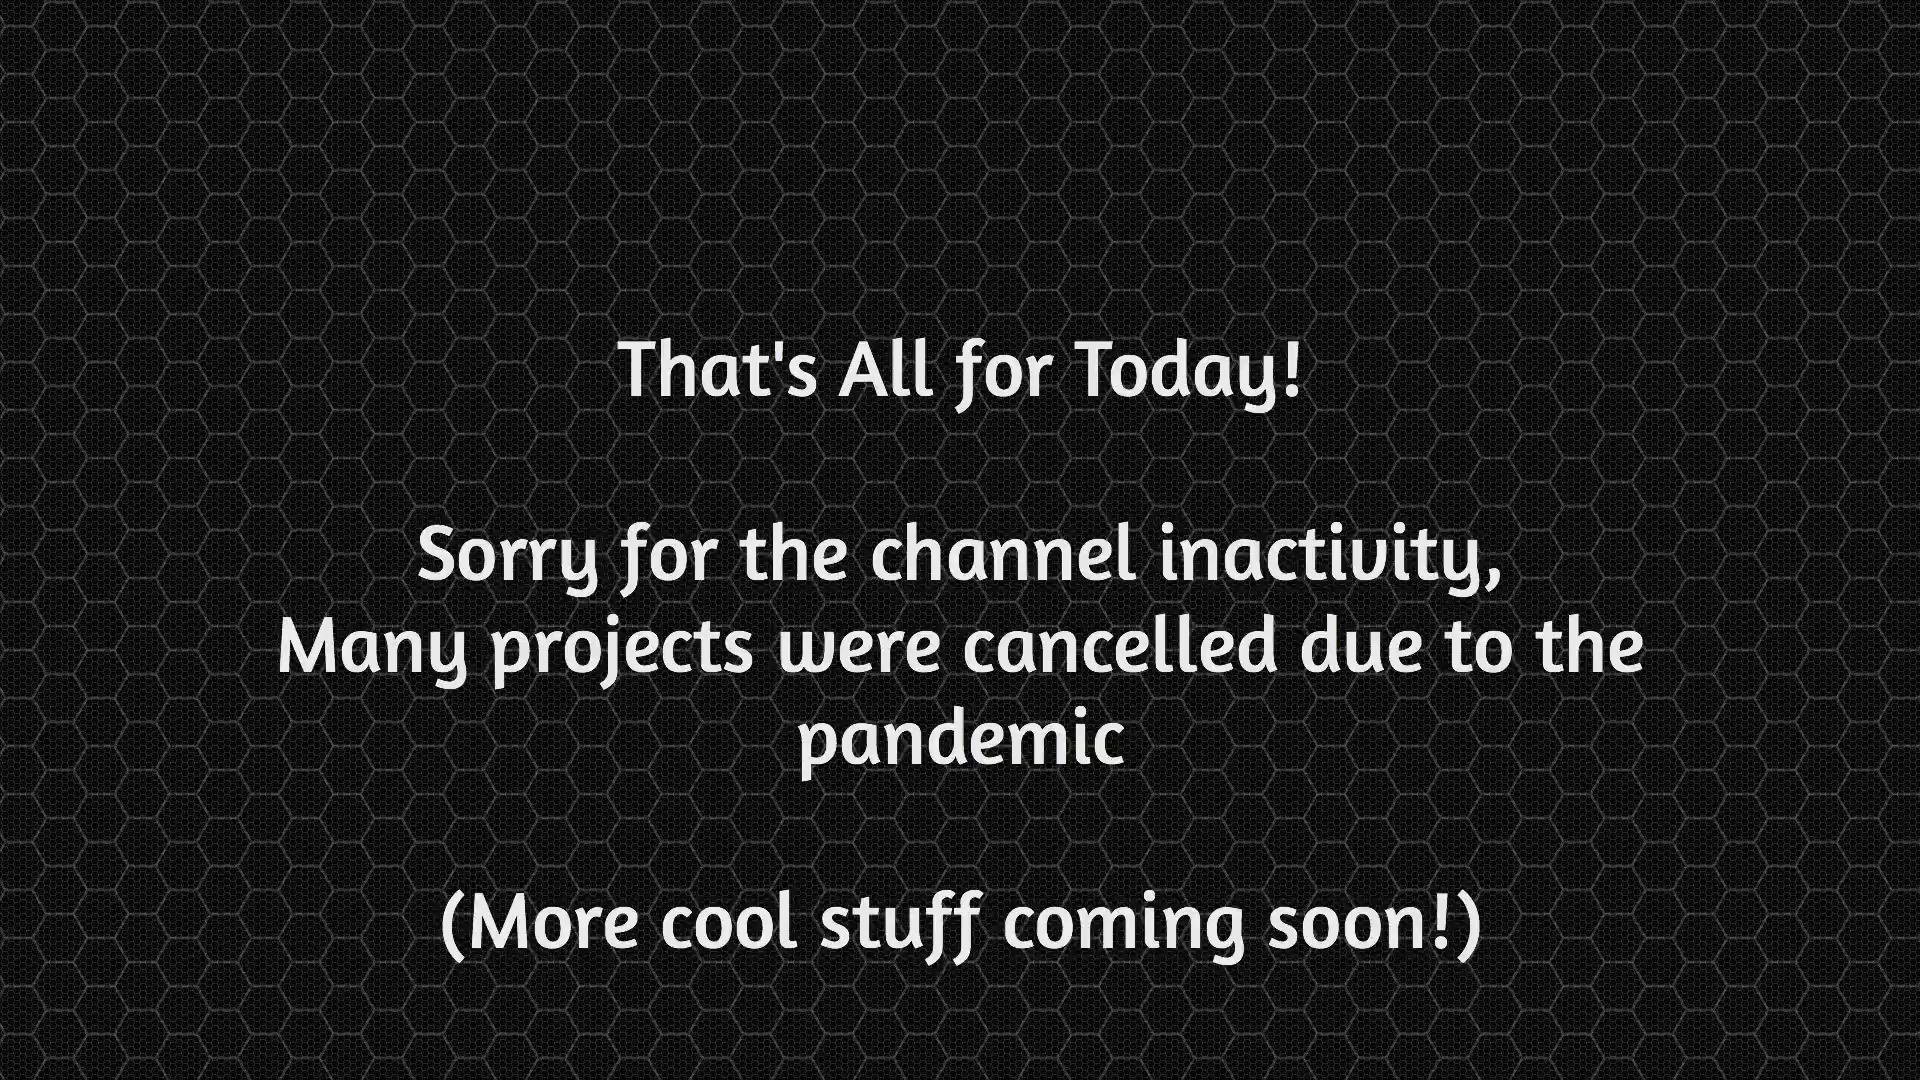 That's All for Today!
Sorry for the channel inactivity,
Many projects were cancelled due to the
pandemic
(More cool stuff coming soon!)